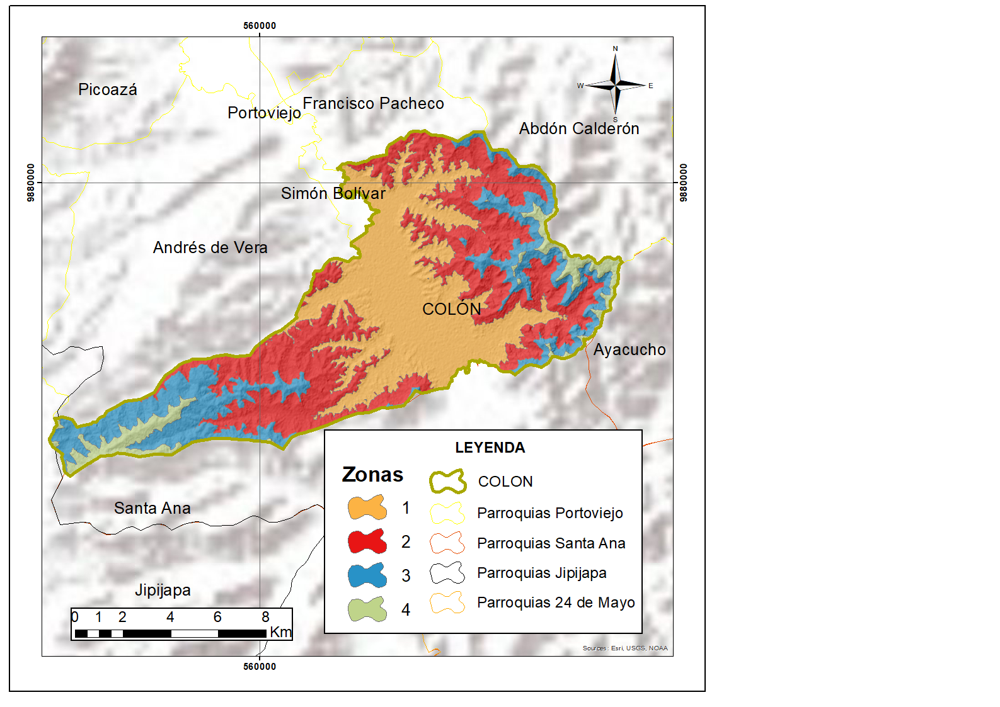 560000
N
W
E
S
Picoazá
Francisco Pacheco
Portoviejo
Abdón Calderón
9880000
9880000
Simón Bolívar
Andrés de Vera
COLÓN
Ayacucho
LEYENDA
Zonas
1
2
3
4
COLON
Parroquias Portoviejo
Parroquias Santa Ana
Parroquias Jipijapa
Parroquias 24 de Mayo
Santa Ana
Jipijapa
0 1 2 4 6 8
Km
Sources: Esri, USGS, NOAA
560000